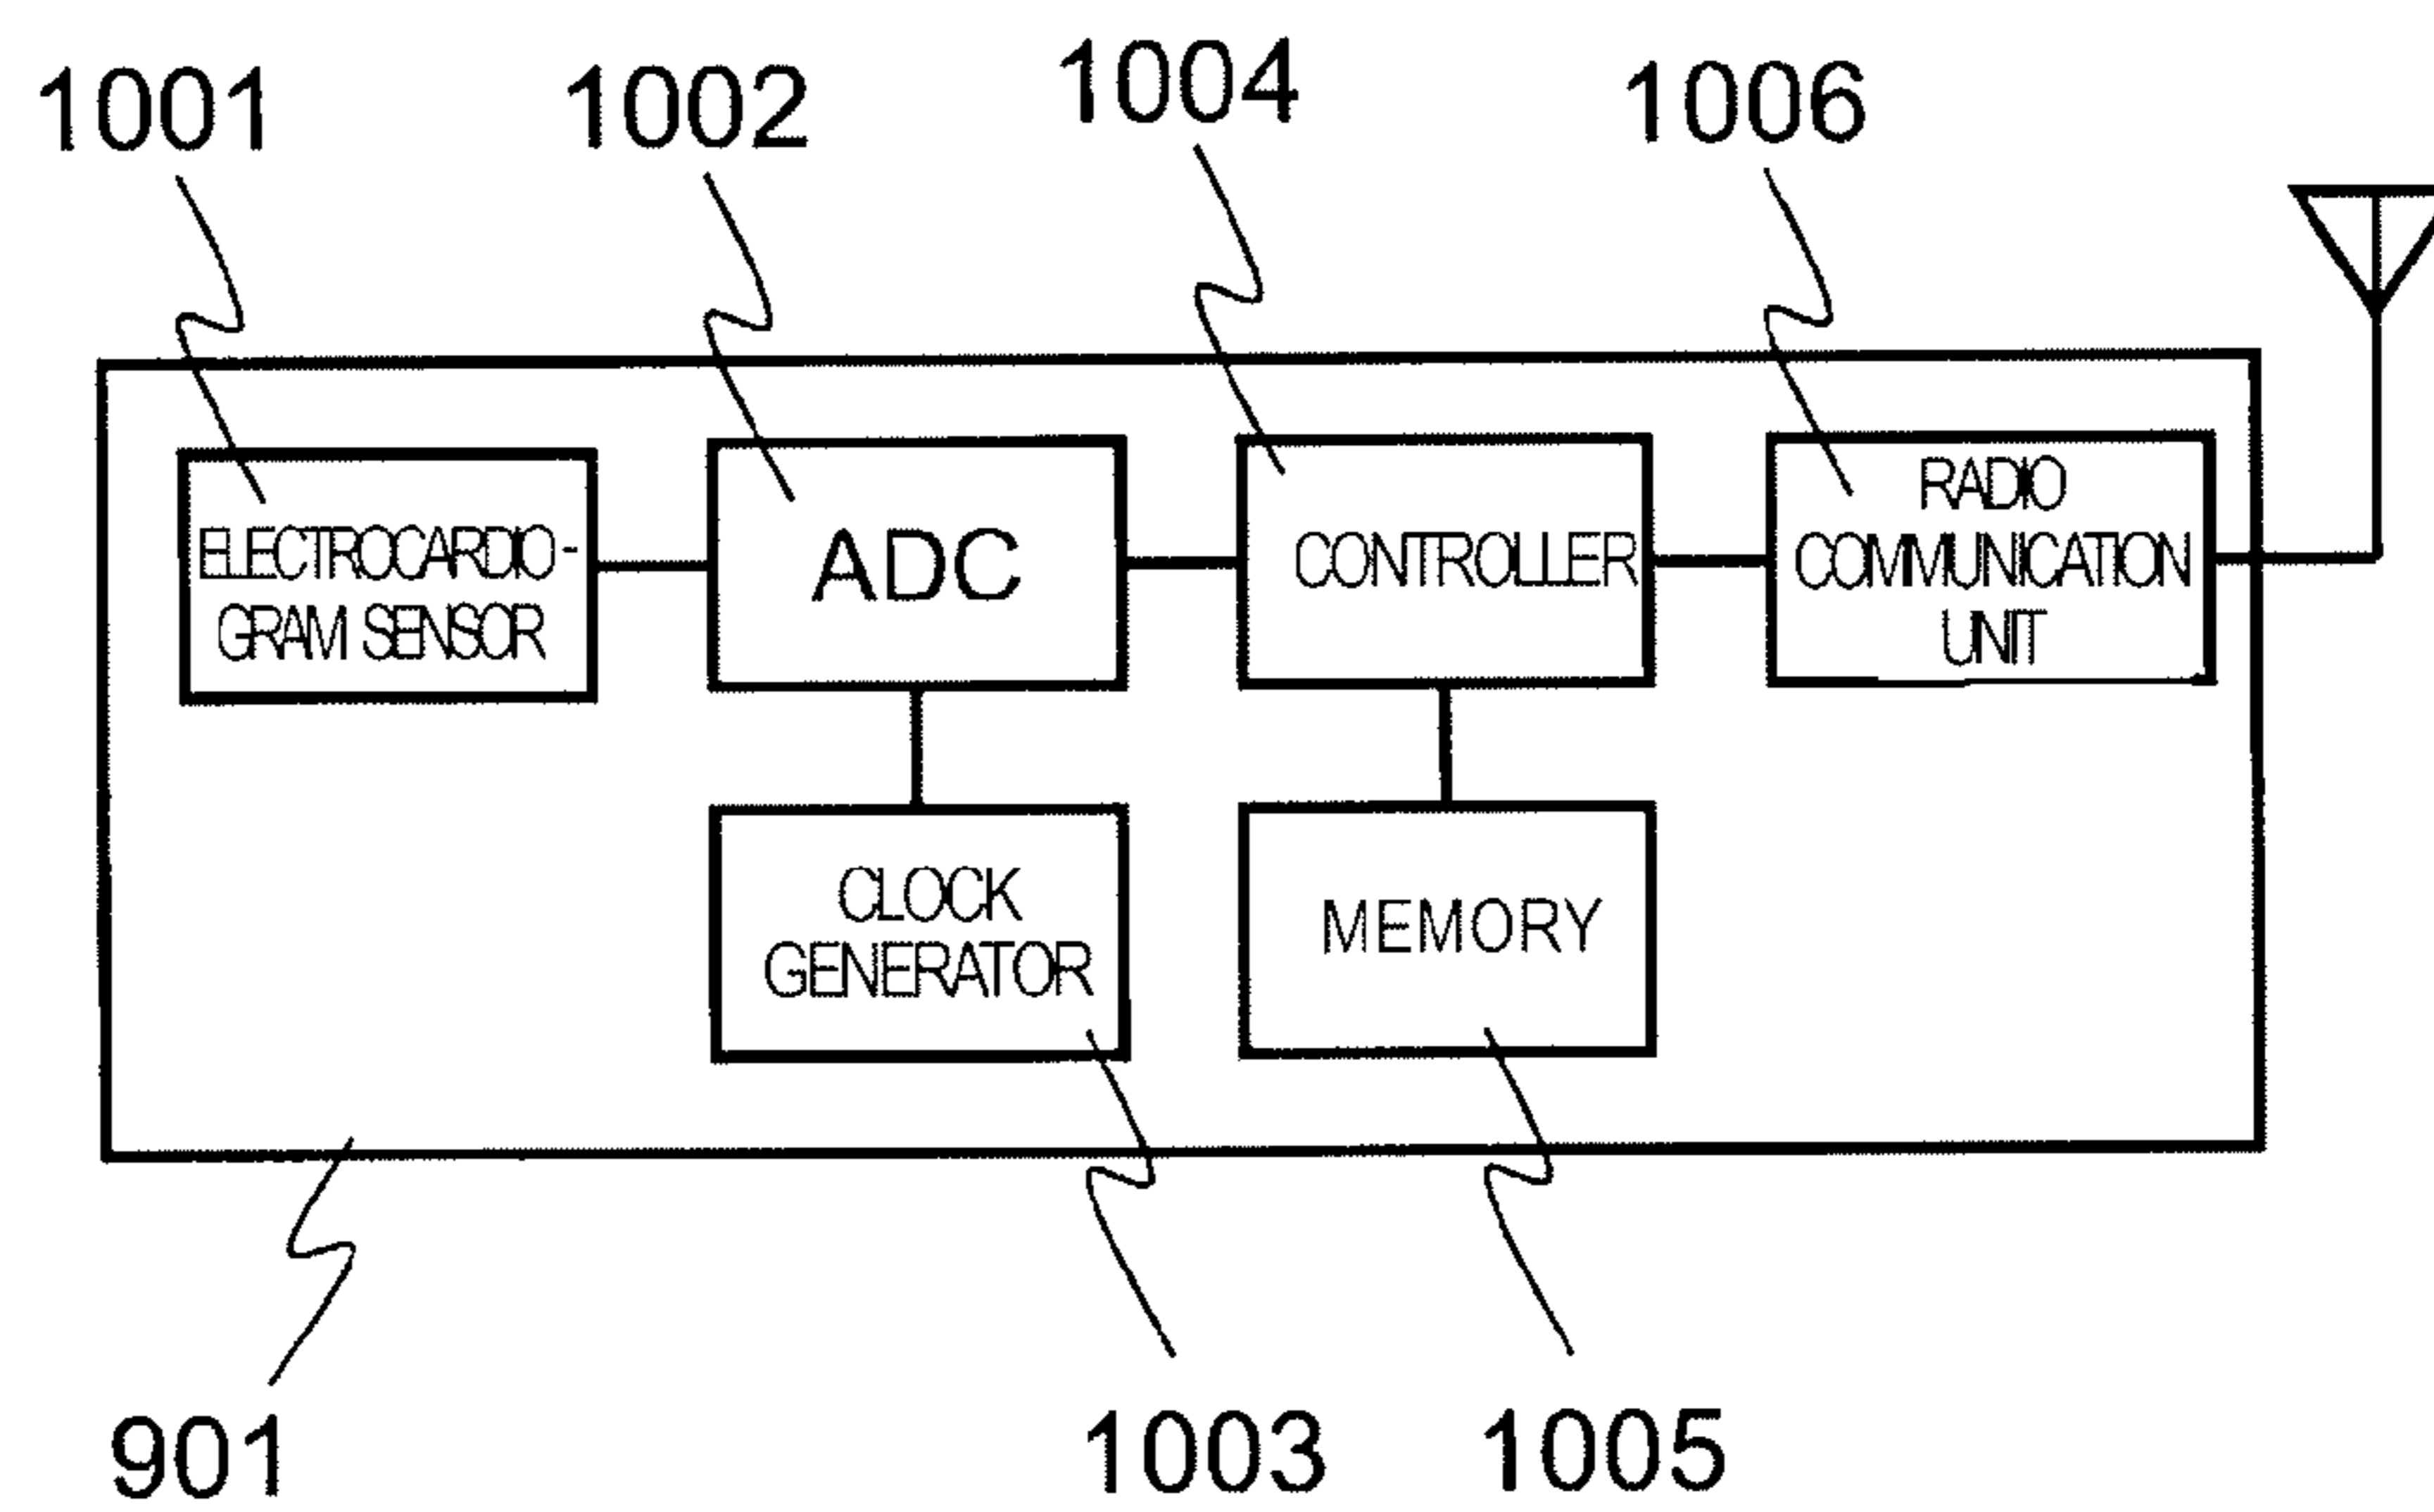 1001
1002
1004
1006
ELECTROCARDIO-
GRAM SENSOR
ADC
CONTROLLER
RADIO
COMMUNICATION
UNIT
CLOCK
GENERATOR
MEMORY
901
1003
1005